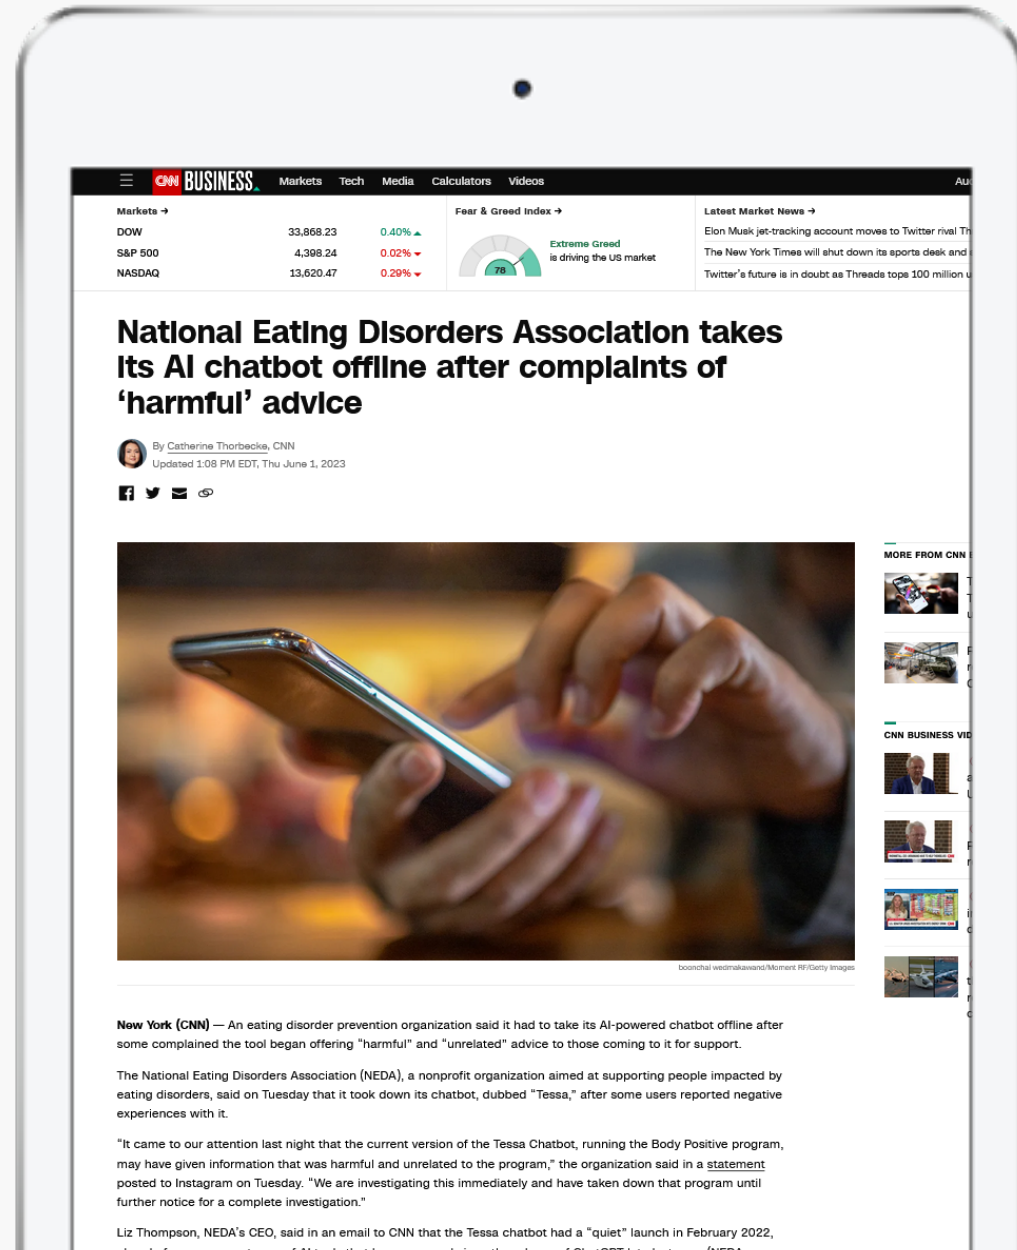 CNN BUSINESS Markets Tech Media Calculators Videos
Markets → Fear & Greed Index → Latest Market News →
DOW 33,868.23 0.40%
S&P 500 4,398.24 0.02%
NASDAQ 13,620.47 0.29%
78
Extreme Greed
is driving the US market
Elon Musk jet-tracking account moves to Twitter rival
The New York Times will shut down its sports desk and
Twitter's future is in doubt as Threads tops 100 million
National Eating Disorders Association takes
its AI chatbot offline after complaints of
‘harmful’ advice
By Catherine Thorbecke, CNN
Updated 1:08 PM EDT, Thu June 1, 2023
boonchai wedmakawand/Moment RF/Getty Images
MORE FROM CNN
CNN BUSINESS
New York (CNN) — An eating disorder prevention organization said it had to take its AI-powered chatbot offline after
some complained the tool began offering “harmful” and “unrelated” advice to those coming to it for support.
The National Eating Disorders Association (NEDA), a nonprofit organization aimed at supporting people impacted by
eating disorders, said on Tuesday that it took down its chatbot, dubbed “Tessa,” after some users reported negative
experiences with it.
“It came to our attention last night that the current version of the Tessa Chatbot, running the Body Positive program,
may have given information that was harmful and unrelated to the program,” the organization said in a statement
posted to Instagram on Tuesday. “We are investigating this immediately and have taken down that program until
further notice for a complete investigation.”
Liz Thompson, NEDA’s CEO, said in an email to CNN that the Tessa chatbot had a “quiet” launch in February 2022,